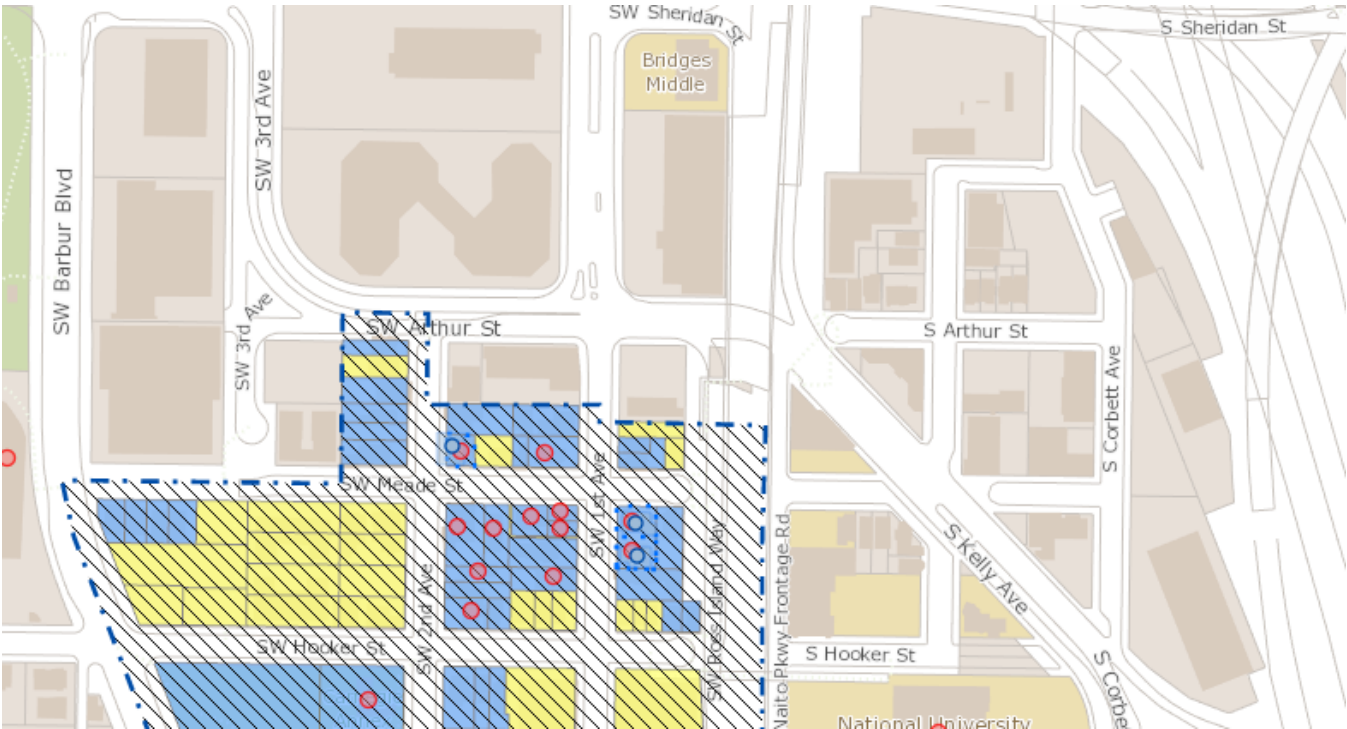 SW Sheridan St
S Sheridan St
Bridges
Middle
SW 3rd Ave
SW Barbur Blvd
SW 3rd Ave
SW Arthur St
S Arthur St
S Corbett Ave
SW Meade St
SW 1st Ave
SW Ross Island Way
Naito Pkwy Frontage Rd
S Kelly Ave
SW 2nd Ave
SW Hooker St
S Hooker St
National University